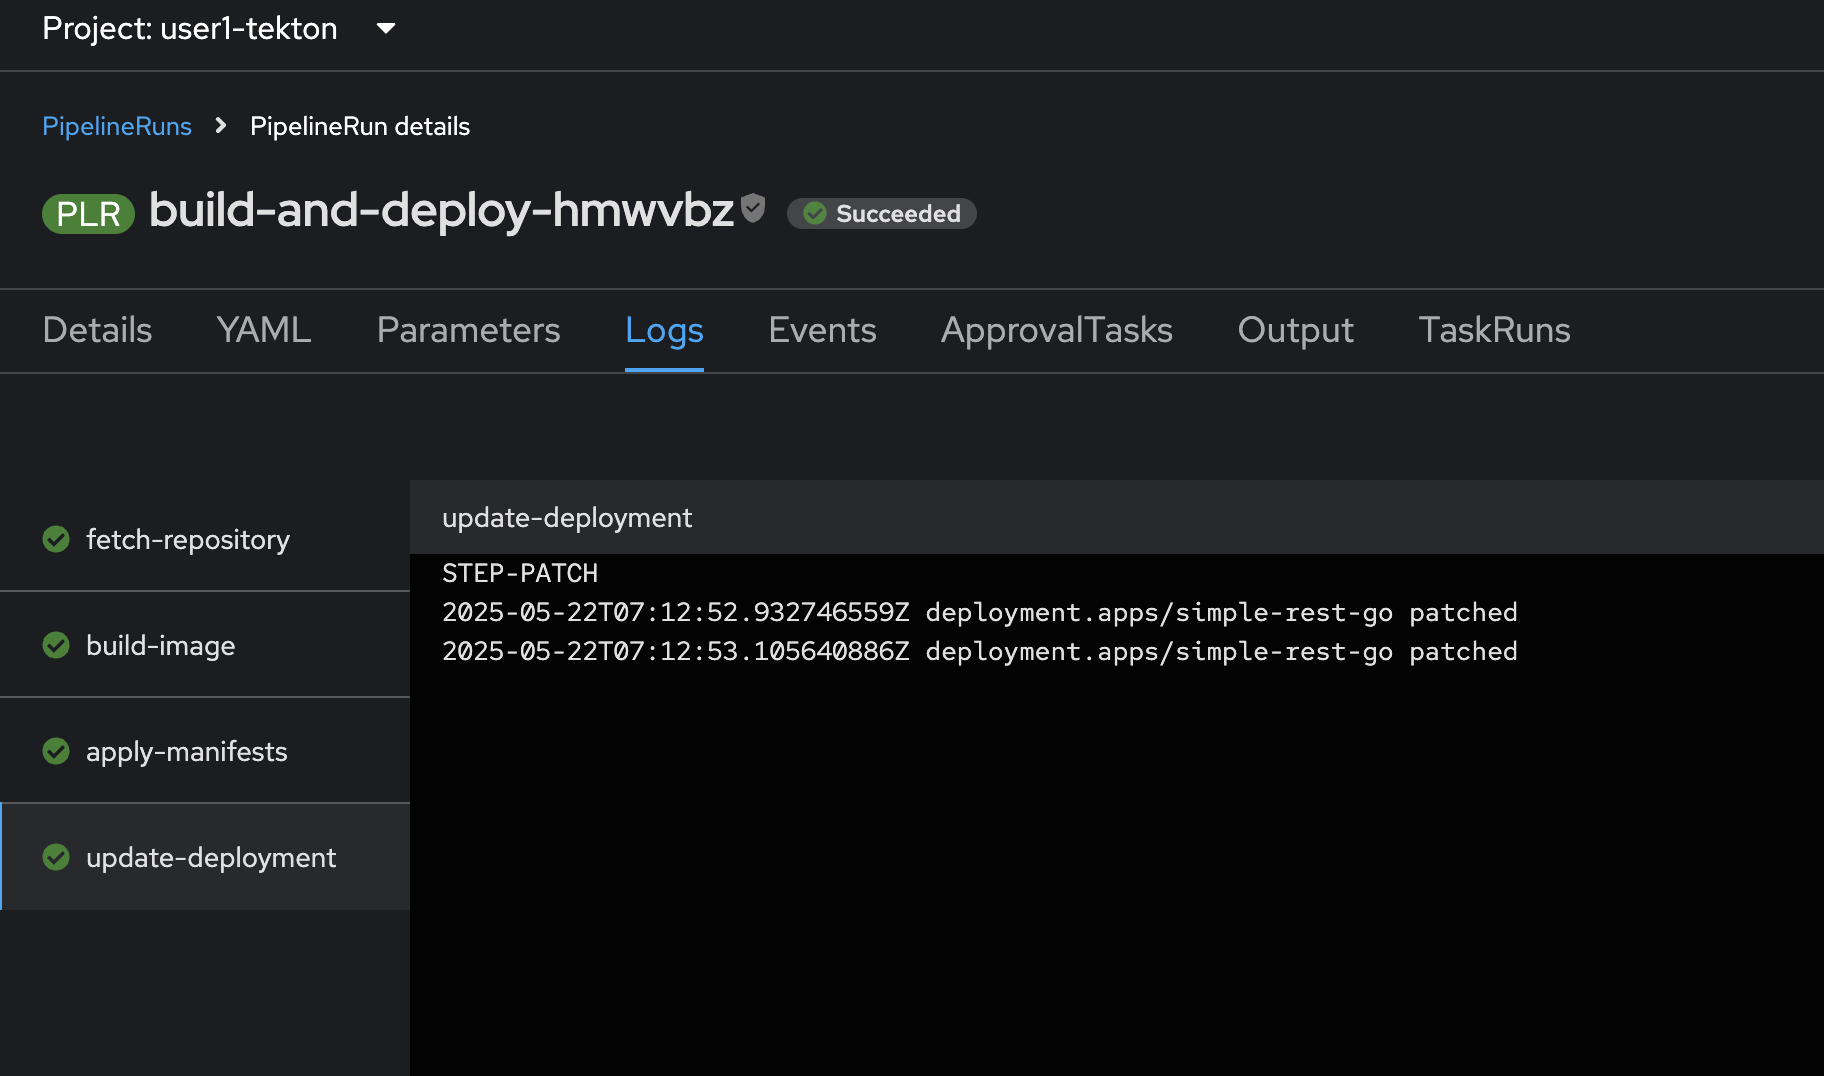 Project: user1-tekton
PipelineRuns > PipelineRun details
PLR build-and-deploy-hmwvbz Succeeded
Details YAML Parameters Logs Events ApprovalTasks Output TaskRuns
fetch-repository
build-image
apply-manifests
update-deployment
update-deployment
STEP-PATCH
2025-05-22T07:12:52.932746559Z deployment.apps/simple-rest-go patched
2025-05-22T07:12:53.105640886Z deployment.apps/simple-rest-go patched